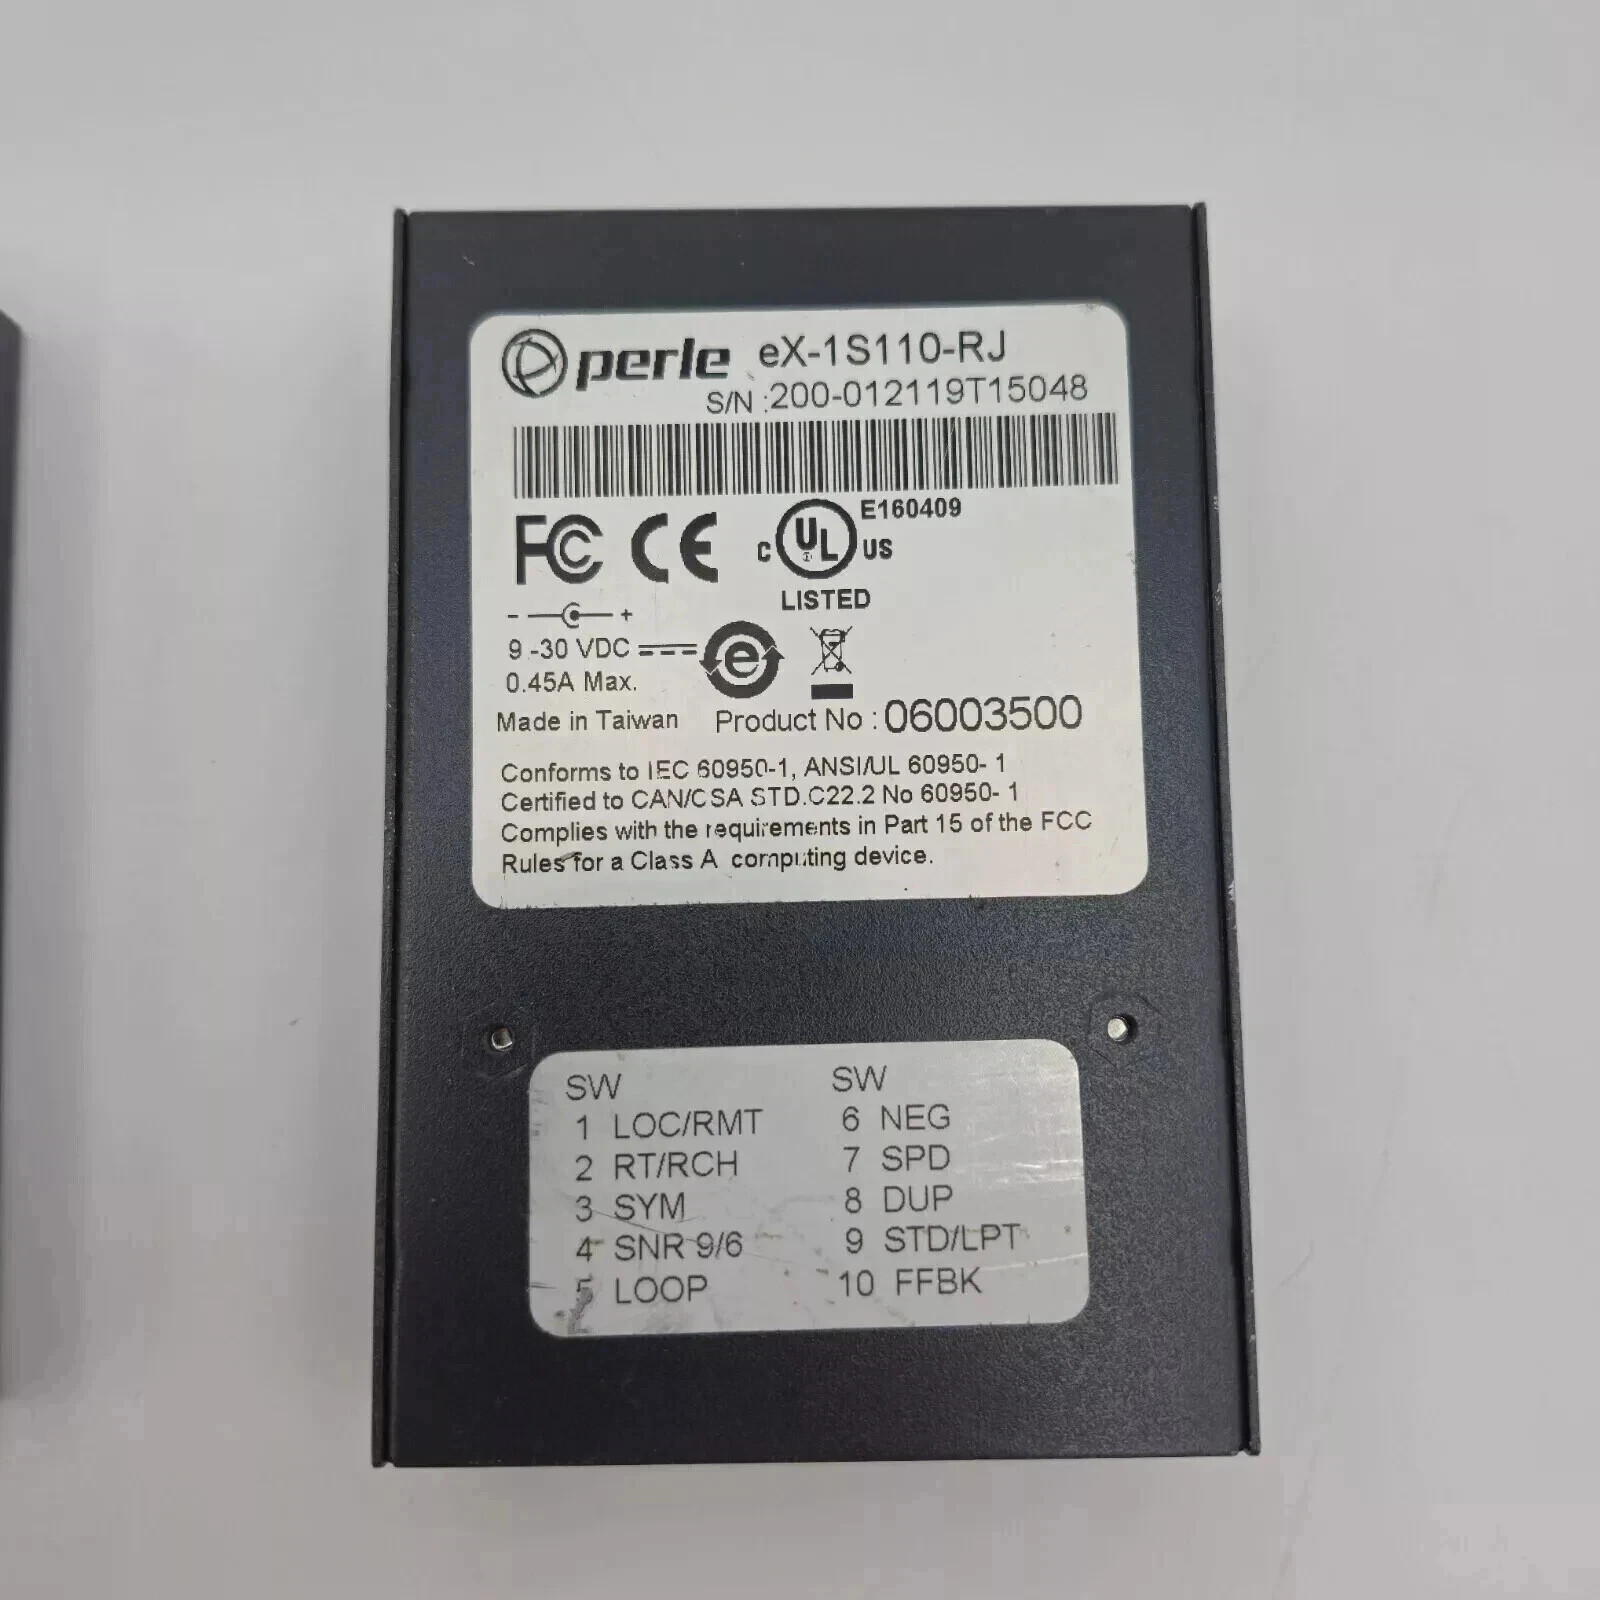 perle eX-1S110-RJ
S/N :200-012119T15048
FC CE c UL US E160409
LISTED
- +
9 -30 VDC
0.45A Max.
Made in Taiwan Product No : 06003500
Conforms to IEC 60950-1, ANSI/UL 60950- 1
Certified to CAN/CSA STD.C22.2 No 60950- 1
Complies with the requirements in Part 15 of the FCC
Rules for a Class A computing device.
SW SW
1 LOC/RMT 6 NEG
2 RT/RCH 7 SPD
3 SYM 8 DUP
4 SNR 9/6 9 STD/LPT
5 LOOP 10 FFBK